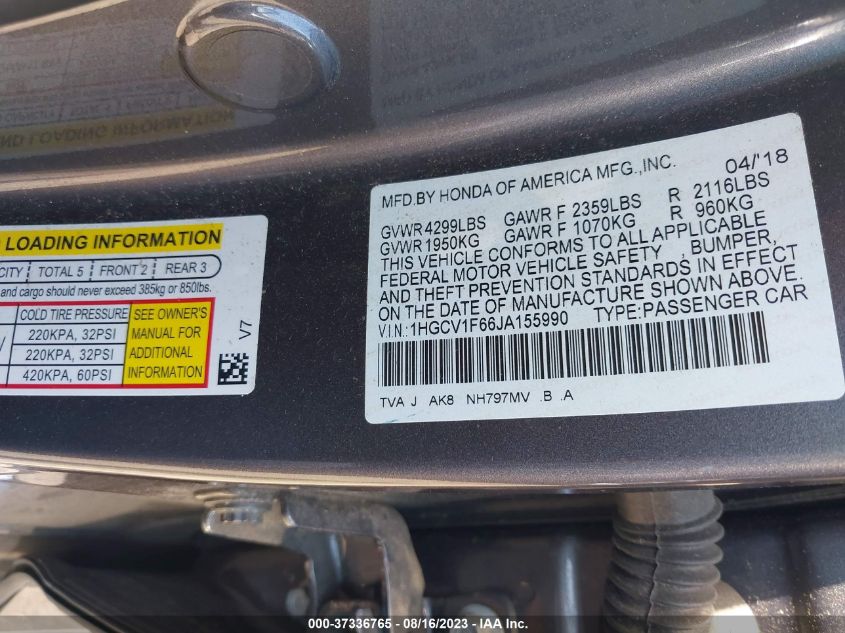 MFD.BY HONDA OF AMERICA MFG.,INC. 04/'18
GVWR 4299LBS GAWR F 2359LBS R 2116LBS
GVWR 1950KG GAWR F 1070KG R 960KG
THIS VEHICLE CONFORMS TO ALL APPLICABLE
FEDERAL MOTOR VEHICLE SAFETY , BUMPER,
AND THEFT PREVENTION STANDARDS IN EFFECT
ON THE DATE OF MANUFACTURE SHOWN ABOVE.
V.I.N.:1HGCV1F66JA155990 TYPE:PASSENGER CAR
TVA J AK8 NH797MV .B .A
LOADING INFORMATION
TOTAL 5 FRONT 2 REAR 3
and cargo should never exceed 385kg or 850lbs.
COLD TIRE PRESSURE
220KPA, 32PSI
220KPA, 32PSI
420KPA, 60PSI
SEE OWNER'S
MANUAL FOR
ADDITIONAL
INFORMATION
V7
000-37336765 - 08/16/2023 - IAA Inc.